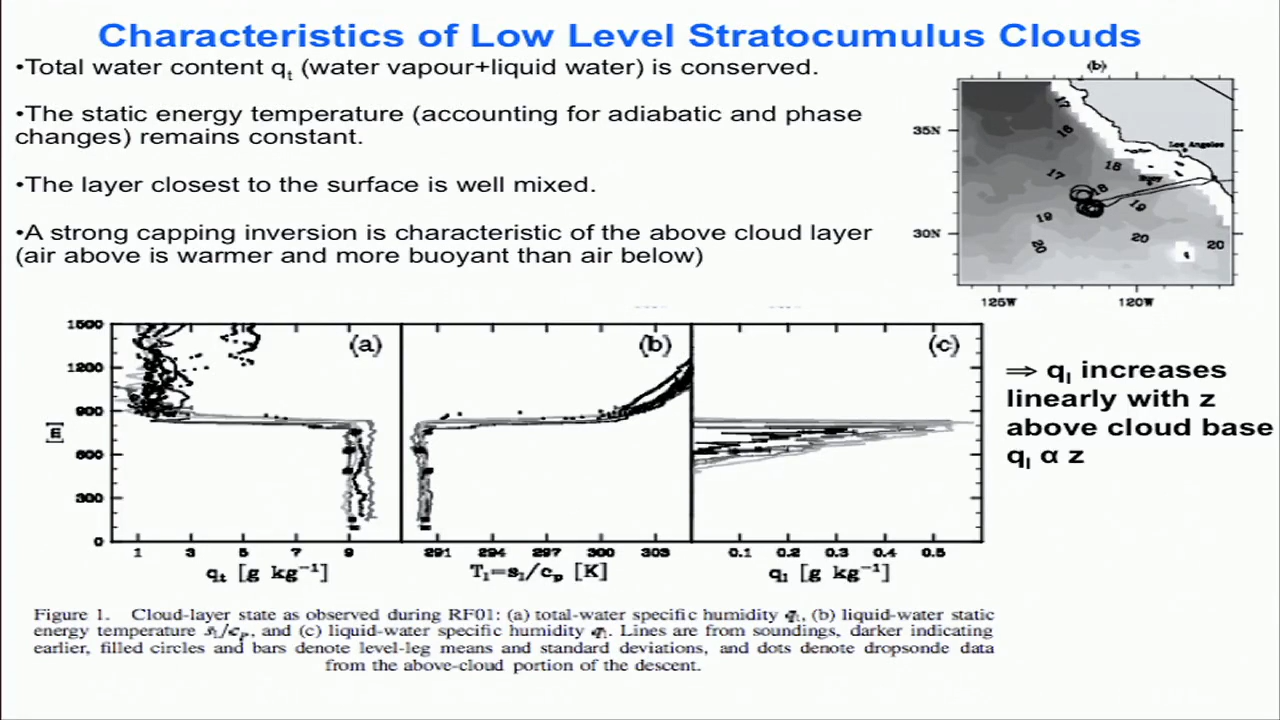 Characteristics of Low Level Stratocumulus Clouds
•Total water content qt (water vapour+liquid water) is conserved.
•The static energy temperature (accounting for adiabatic and phase
changes) remains constant.
•The layer closest to the surface is well mixed.
•A strong capping inversion is characteristic of the above cloud layer
(air above is warmer and more buoyant than air below)
(b)
35N
30N
125W 120W
17
16
17
18
18
19
19
20
20
20
Los Angeles
Buoy
1500
1200
900
600
300
0
[m]
(a)
(b)
(c)
1 3 5 7 9
291 294 297 300 303
0.1 0.2 0.3 0.4 0.5
qt [g kg⁻¹]
Tl=sl/cp [K]
ql [g kg⁻¹]
⇒ ql increases
linearly with z
above cloud base
ql α z
Figure 1. Cloud-layer state as observed during RF01: (a) total-water specific humidity qt, (b) liquid-water static
energy temperature sl/cp, and (c) liquid-water specific humidity ql. Lines are from soundings, darker indicating
earlier, filled circles and bars denote level-leg means and standard deviations, and dots denote dropsonde data
from the above-cloud portion of the descent.